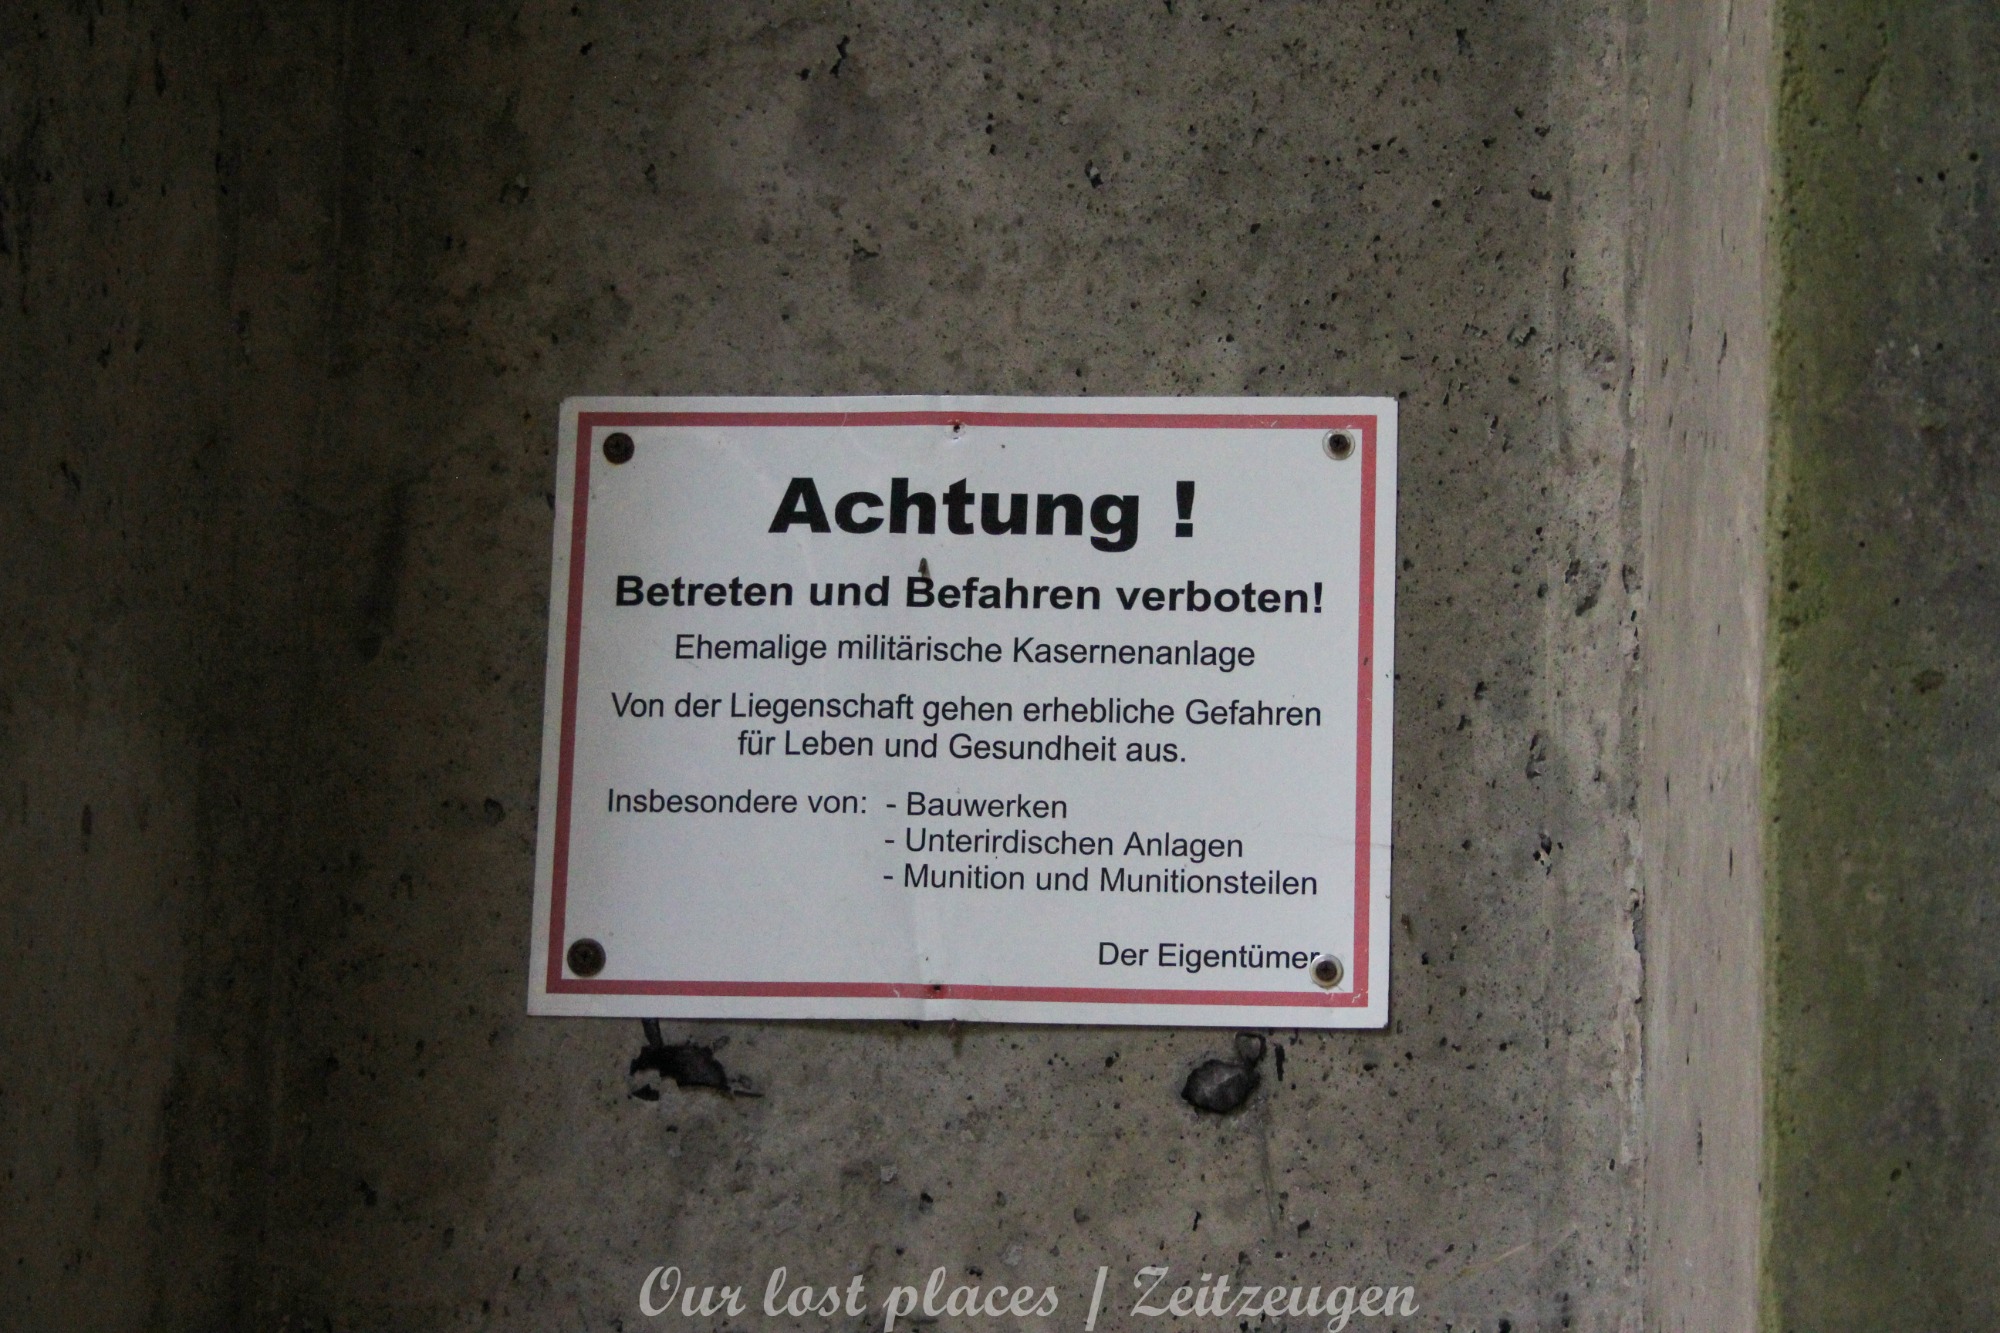 Achtung !
Betreten und Befahren verboten!
Ehemalige militärische Kasernenanlage
Von der Liegenschaft gehen erhebliche Gefahren
für Leben und Gesundheit aus.
Insbesondere von: - Bauwerken
- Unterirdischen Anlagen
- Munition und Munitionsteilen
Der Eigentümer
Our lost places / Zeitzeugen